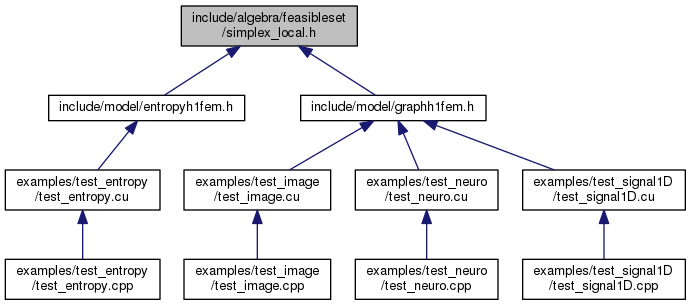 include/algebra/feasibleset
/simplex_local.h
include/model/entropyh1fem.h
include/model/graphh1fem.h
examples/test_entropy
/test_entropy.cu
examples/test_image
/test_image.cu
examples/test_neuro
/test_neuro.cu
examples/test_signal1D
/test_signal1D.cu
examples/test_entropy
/test_entropy.cpp
examples/test_image
/test_image.cpp
examples/test_neuro
/test_neuro.cpp
examples/test_signal1D
/test_signal1D.cpp